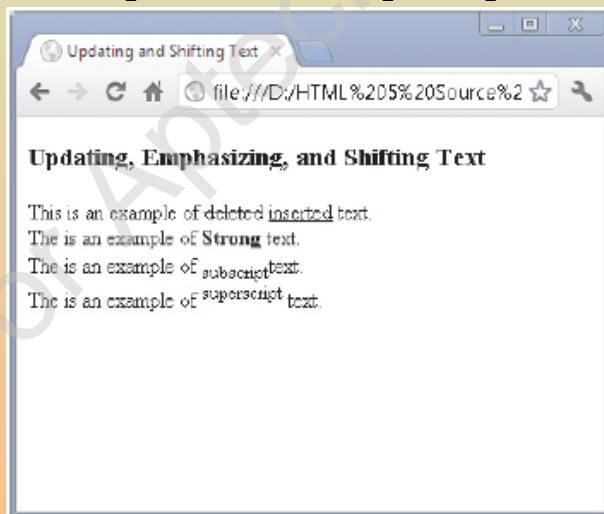 Updating and Shifting Text
file:///D:/HTML%205%20Source%2
Updating, Emphasizing, and Shifting Text
This is an example of deleted inserted text.
The is an example of Strong text.
The is an example of subscript text.
The is an example of superscript text.